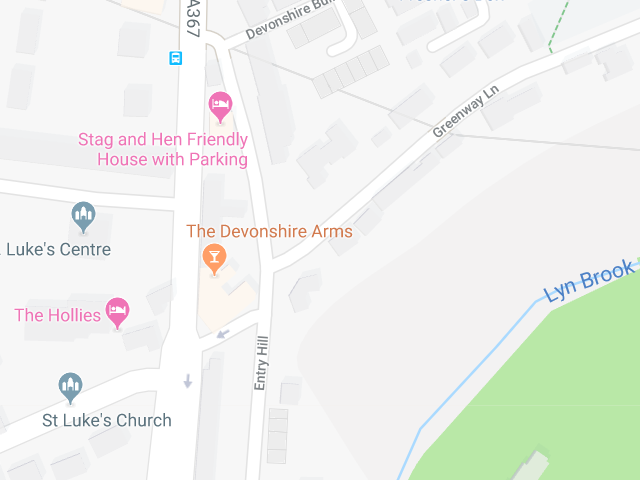 A367
Devonshire Buil
Greenway Ln
Stag and Hen Friendly
House with Parking
The Devonshire Arms
Luke's Centre
Lyn Brook
The Hollies
Entry Hill
St Luke's Church